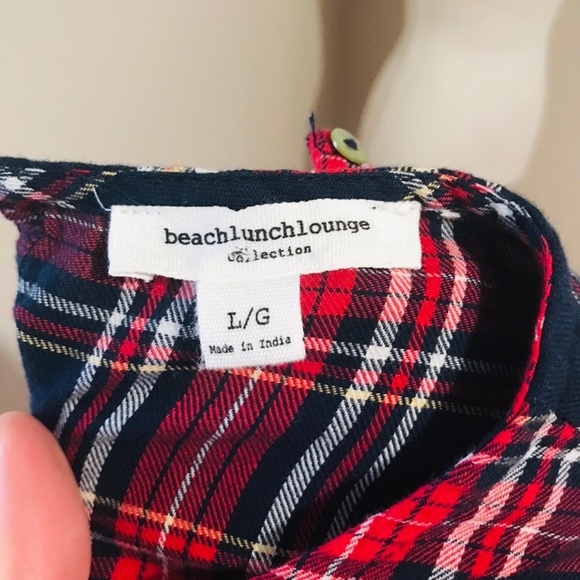 beachlunchlounge
collection
L/G
Made in India